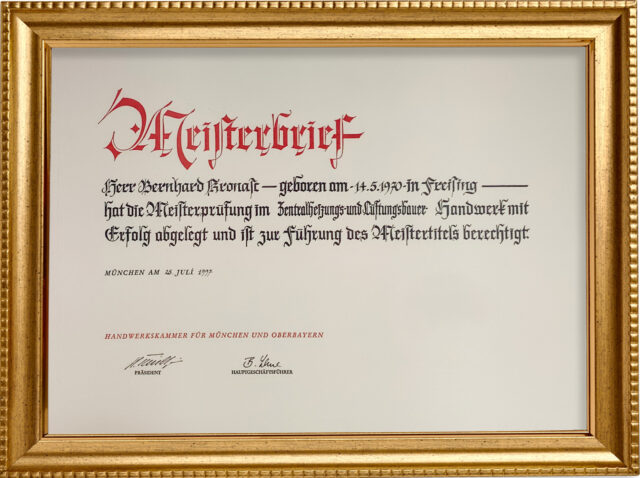 Meisterbrief
Herr Bernhard Kronast — geboren am - 14.5.1970 - in Freising —
hat die Meisterprüfung im Zentralheizungs- und Lüftungsbauer- Handwerk mit
Erfolg abgelegt und ist zur Führung des Meistertitels berechtigt.
MÜNCHEN AM 25. JULI 1997
HANDWERKSKAMMER FÜR MÜNCHEN UND OBERBAYERN
PRÄSIDENT HAUPTGESCHÄFTSFÜHRER